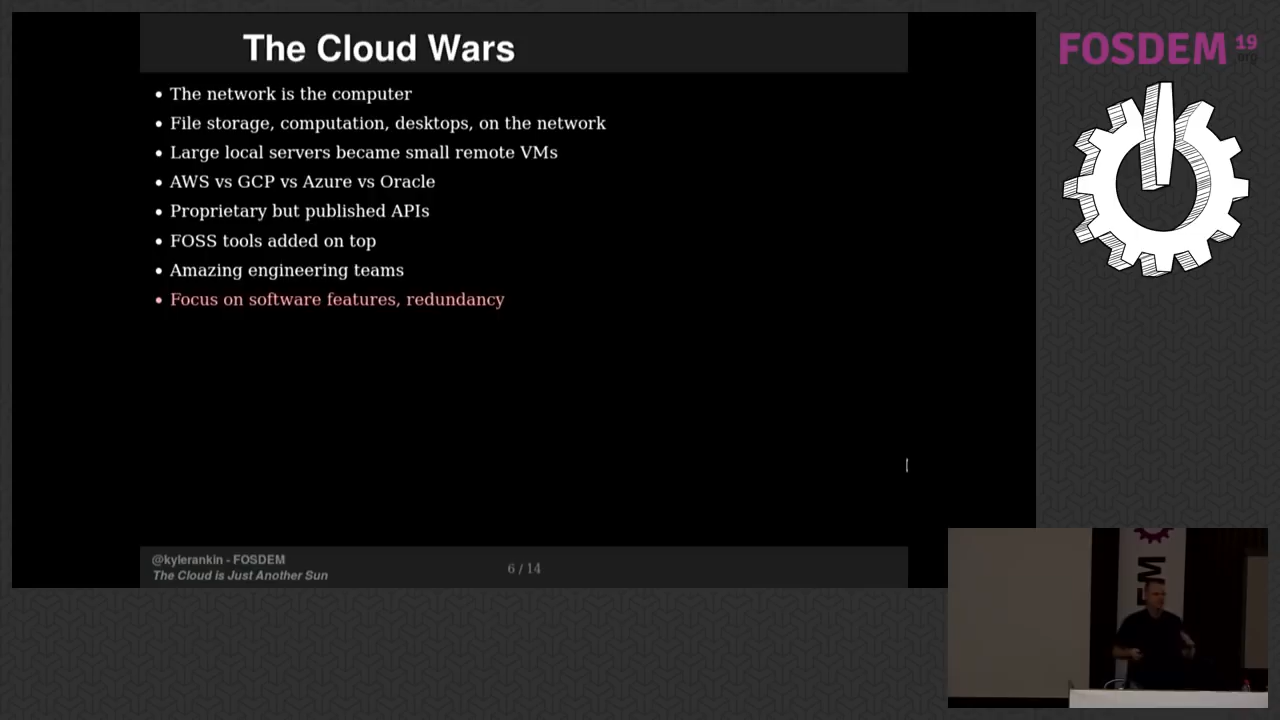 The Cloud Wars
• The network is the computer
• File storage, computation, desktops, on the network
• Large local servers became small remote VMs
• AWS vs GCP vs Azure vs Oracle
• Proprietary but published APIs
• FOSS tools added on top
• Amazing engineering teams
• Focus on software features, redundancy
@kylerankin - FOSDEM
The Cloud is Just Another Sun
6 / 14
FOSDEM 19
.org
EM